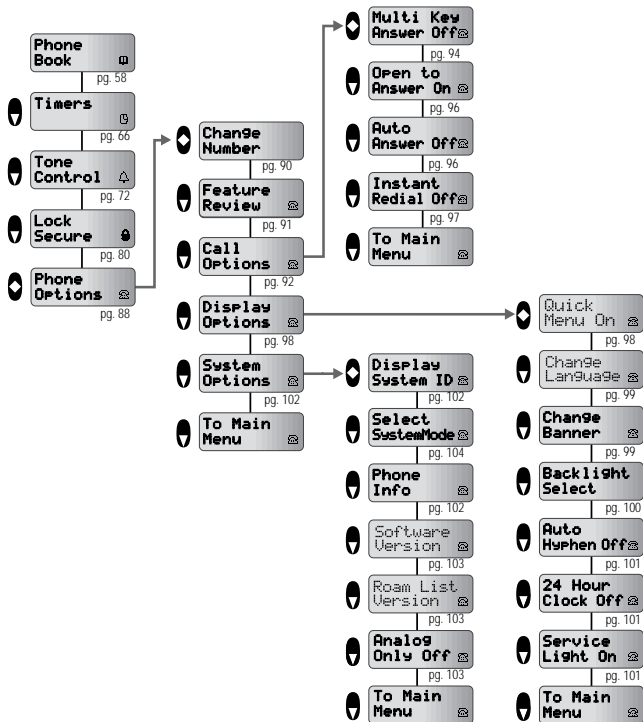 Phone
Book
pg. 58
Timers
pg. 66
Tone
Control
pg. 72
Lock
Secure
pg. 80
Phone
Options
pg. 88
Change
Number
pg. 90
Feature
Review
pg. 91
Call
Options
pg. 92
Display
Options
pg. 98
System
Options
pg. 102
To Main
Menu
Multi Key
Answer Off
pg. 94
Open to
Answer On
pg. 96
Auto
Answer Off
pg. 96
Instant
Redial Off
pg. 97
To Main
Menu
Display
System ID
pg. 102
Select
SystemMode
pg. 104
Phone
Info
pg. 102
Software
Version
pg. 103
Roam List
Version
pg. 103
Analog
Only Off
pg. 103
To Main
Menu
Quick
Menu On
pg. 98
Change
Language
pg. 99
Change
Banner
pg. 99
Backlight
Select
pg. 100
Auto
Hyphen Off
pg. 101
24 Hour
Clock Off
pg. 101
Service
Light On
pg. 101
To Main
Menu